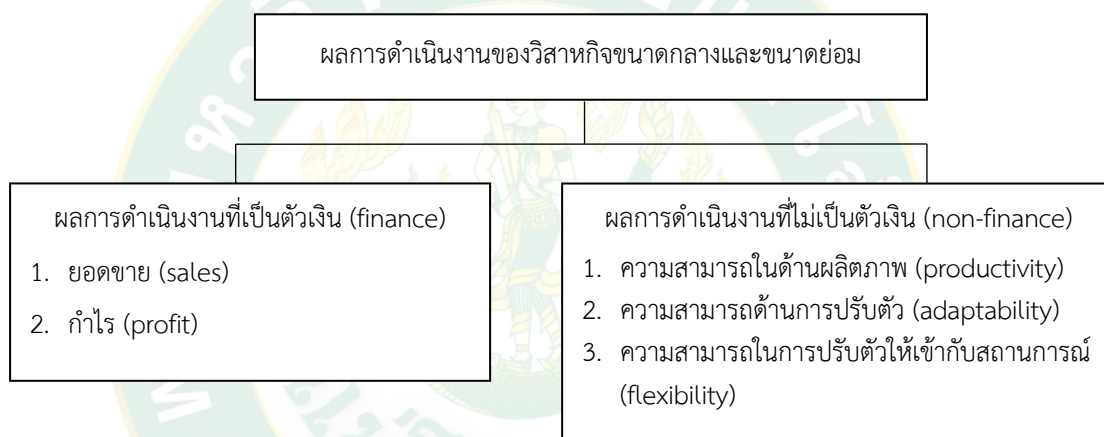 ผลการดำเนินงานของวิสาหกิจขนาดกลางและขนาดย่อม
ผลการดำเนินงานที่เป็นตัวเงิน (finance)
1. ยอดขาย (sales)
2. กำไร (profit)
ผลการดำเนินงานที่ไม่เป็นตัวเงิน (non-finance)
1. ความสามารถในด้านผลิตภาพ (productivity)
2. ความสามารถด้านการปรับตัว (adaptability)
3. ความสามารถในการปรับตัวให้เข้ากับสถานการณ์
(flexibility)